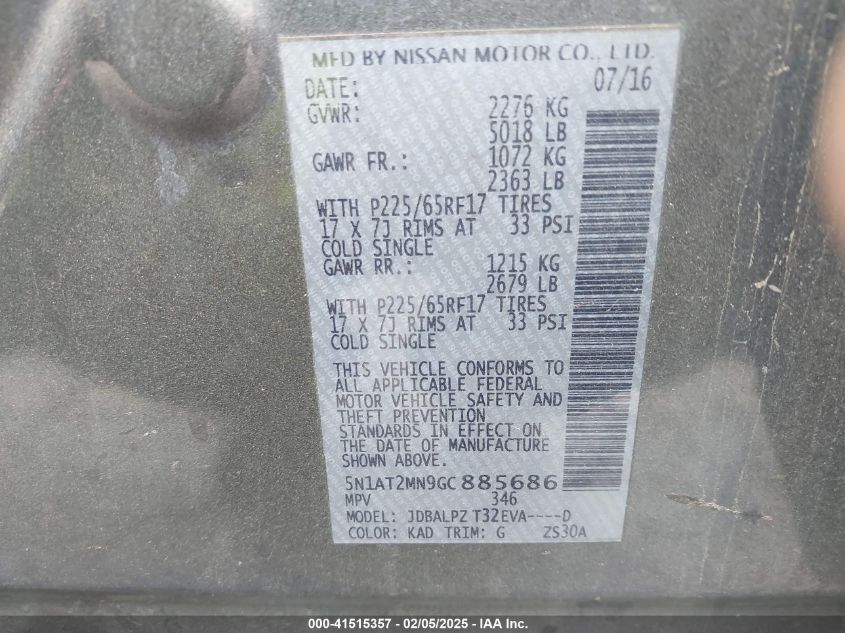 MFD BY NISSAN MOTOR CO., LTD.
DATE: 07/16
GVWR: 2276 KG
5018 LB
GAWR FR.: 1072 KG
2363 LB
WITH P225/65RF17 TIRES
17 X 7J RIMS AT 33 PSI
COLD SINGLE
GAWR RR.: 1215 KG
2679 LB
WITH P225/65RF17 TIRES
17 X 7J RIMS AT 33 PSI
COLD SINGLE
THIS VEHICLE CONFORMS TO
ALL APPLICABLE FEDERAL
MOTOR VEHICLE SAFETY AND
THEFT PREVENTION
STANDARDS IN EFFECT ON
THE DATE OF MANUFACTURE
SHOWN ABOVE.
5N1AT2MN9GC885686
MPV 346
MODEL: JDBALPZ T32EVA----D
COLOR: KAD TRIM: G ZS30A
000-41515357 - 02/05/2025 - IAA Inc.